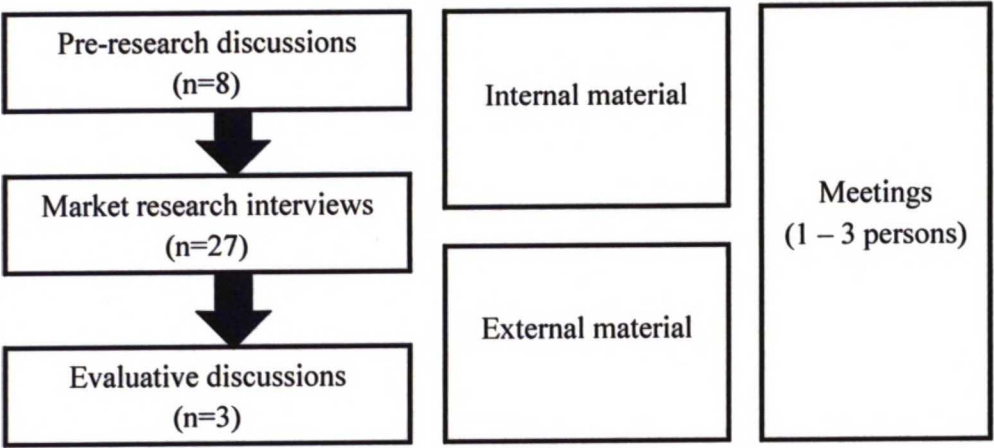 Pre-research discussions
(n=8)
Market research interviews
(n=27)
Evaluative discussions
(n=3)
Internal material
External material
Meetings
(1 – 3 persons)